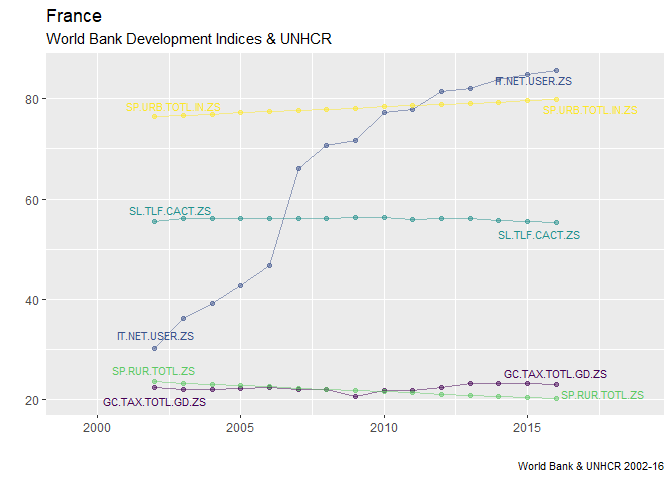 France
World Bank Development Indices & UNHCR
80
60
40
20
IT.NET.USER.ZS
SP.URB.TOTL.IN.ZS
SP.URB.TOTL.IN.ZS
SL.TLF.CACT.ZS
SL.TLF.CACT.ZS
IT.NET.USER.ZS
SP.RUR.TOTL.ZS
GC.TAX.TOTL.GD.ZS
SP.RUR.TOTL.ZS
GC.TAX.TOTL.GD.ZS
2000 2005 2010 2015
World Bank & UNHCR 2002-16